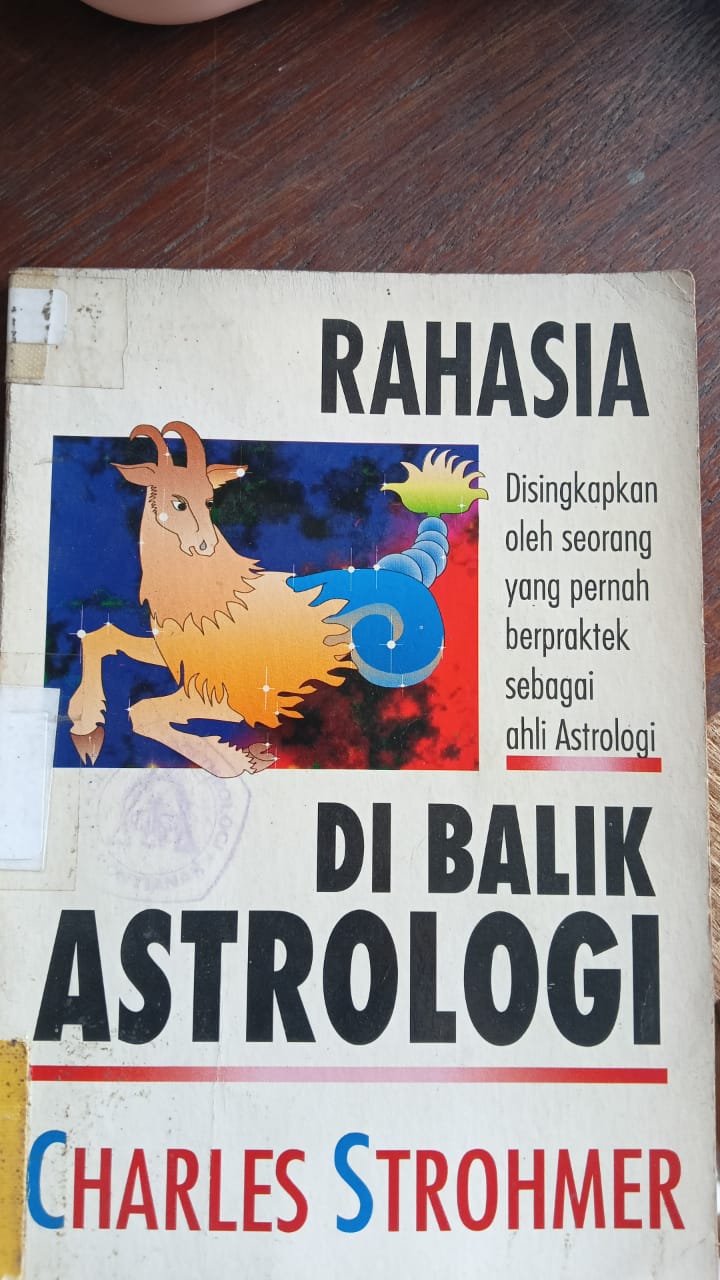 RAHASIA
Disingkapkan
oleh seorang
yang pernah
berpraktek
sebagai
ahli Astrologi
DI BALIK
ASTROLOGI
CHARLES STROHMER